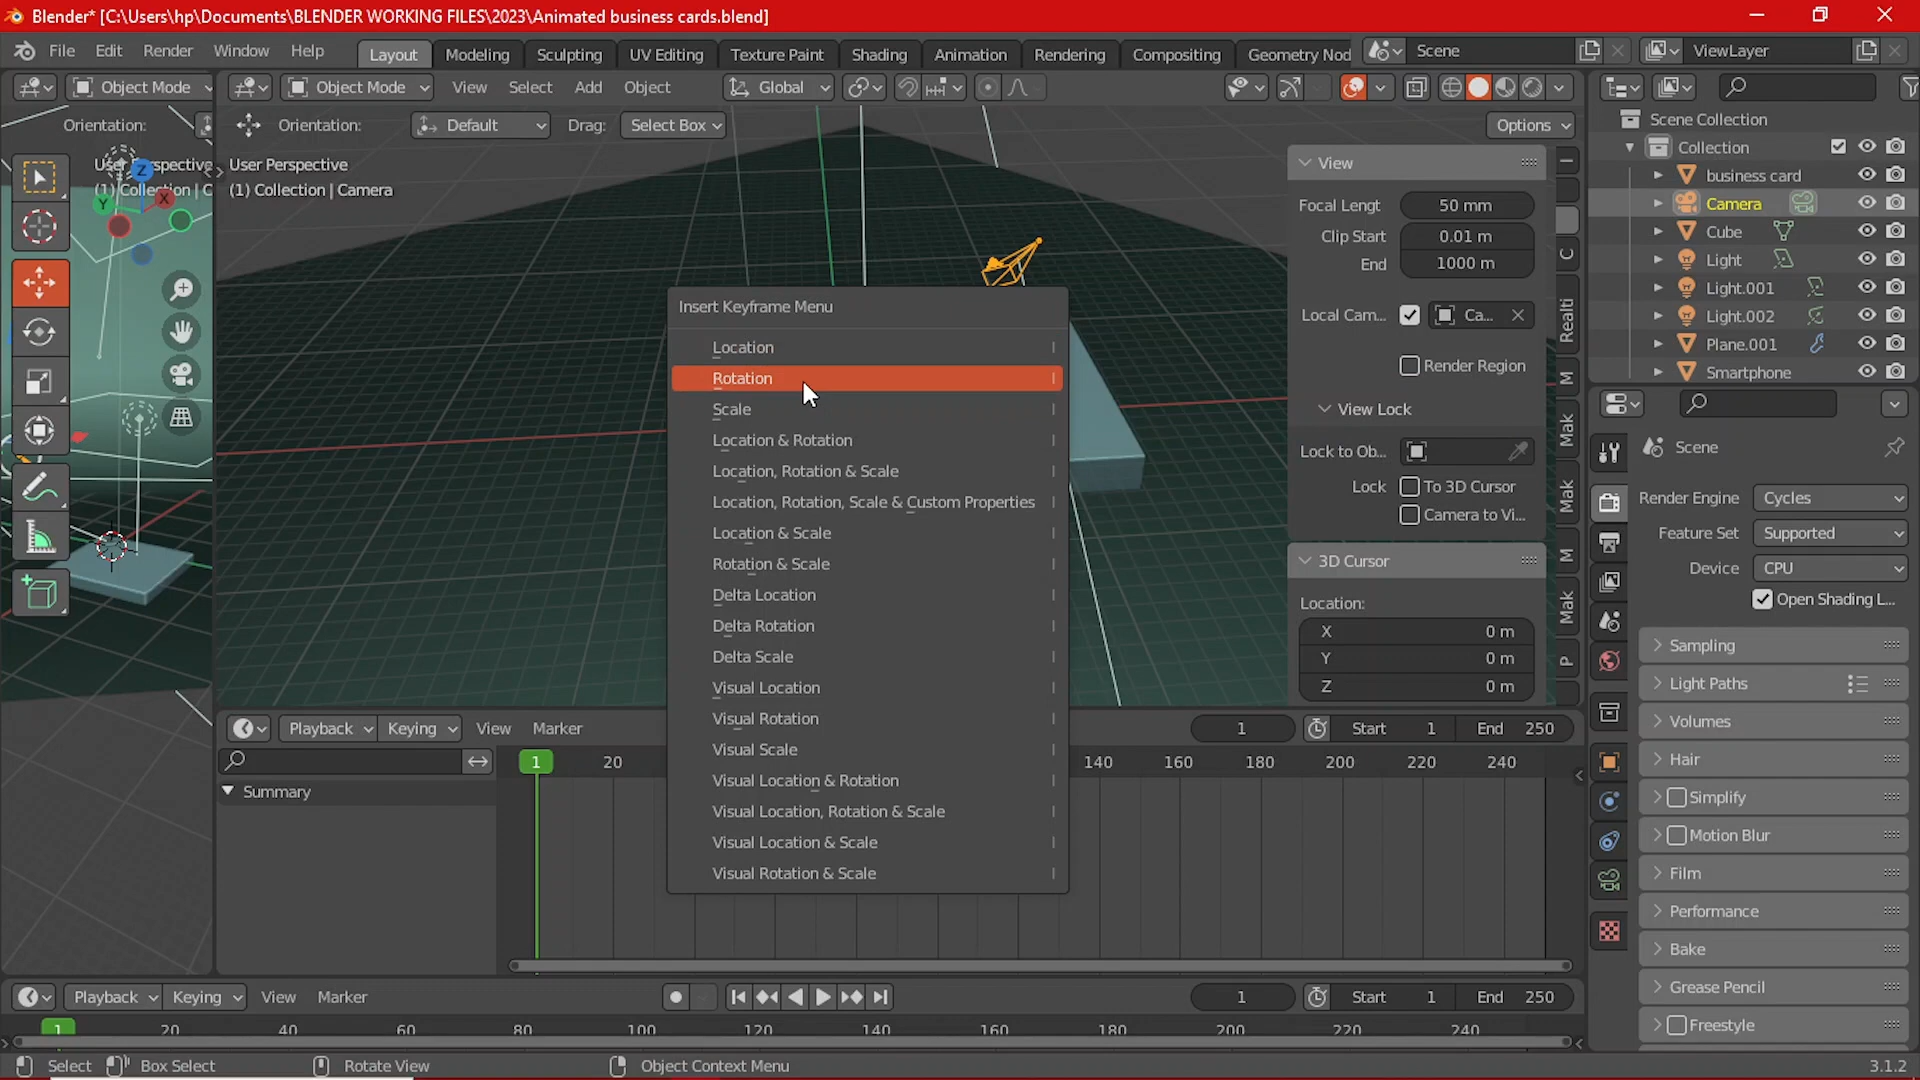 Blender* [C:\Users\hp\Documents\BLENDER WORKING FILES\2023\Animated business cards.blend]
File Edit Render Window Help
Layout Modeling Sculpting UV Editing Texture Paint Shading Animation Rendering Compositing Geometry Nod
Scene
ViewLayer
Object Mode
Object Mode View Select Add Object
Global
Orientation:
Orientation: Default Drag: Select Box
Options
(1) Collection | C
Z
X
Y
User Perspective
(1) Collection | Camera
View
Focal Lengt 50 mm
Clip Start 0.01 m
End 1000 m
Local Cam... Ca...
Render Region
View Lock
Lock to Ob...
Lock To 3D Cursor
Camera to Vi...
3D Cursor
Location:
X 0 m
Y 0 m
Z 0 m
C
Realti
M
Mak
Mak
M
Mak
P
Insert Keyframe Menu
Location I
Rotation I
Scale I
Location & Rotation I
Location, Rotation & Scale I
Location, Rotation, Scale & Custom Properties I
Location & Scale I
Rotation & Scale I
Delta Location I
Delta Rotation I
Delta Scale I
Visual Location I
Visual Rotation I
Visual Scale I
Visual Location & Rotation I
Visual Location, Rotation & Scale I
Visual Location & Scale I
Visual Rotation & Scale I
Scene Collection
Collection
business card
Camera
Cube
Light
Light.001
Light.002
Plane.001
Smartphone
Scene
Render Engine Cycles
Feature Set Supported
Device CPU
Open Shading L...
Sampling
Light Paths
Volumes
Hair
Simplify
Motion Blur
Film
Performance
Bake
Grease Pencil
Freestyle
Playback Keying View Marker
1 Start 1 End 250
1 20 140 160 180 200 220 240
Summary
Playback Keying View Marker
1 Start 1 End 250
1 20 40 60 80 100 120 140 160 180 200 220 240
Select Box Select Rotate View Object Context Menu 3.1.2